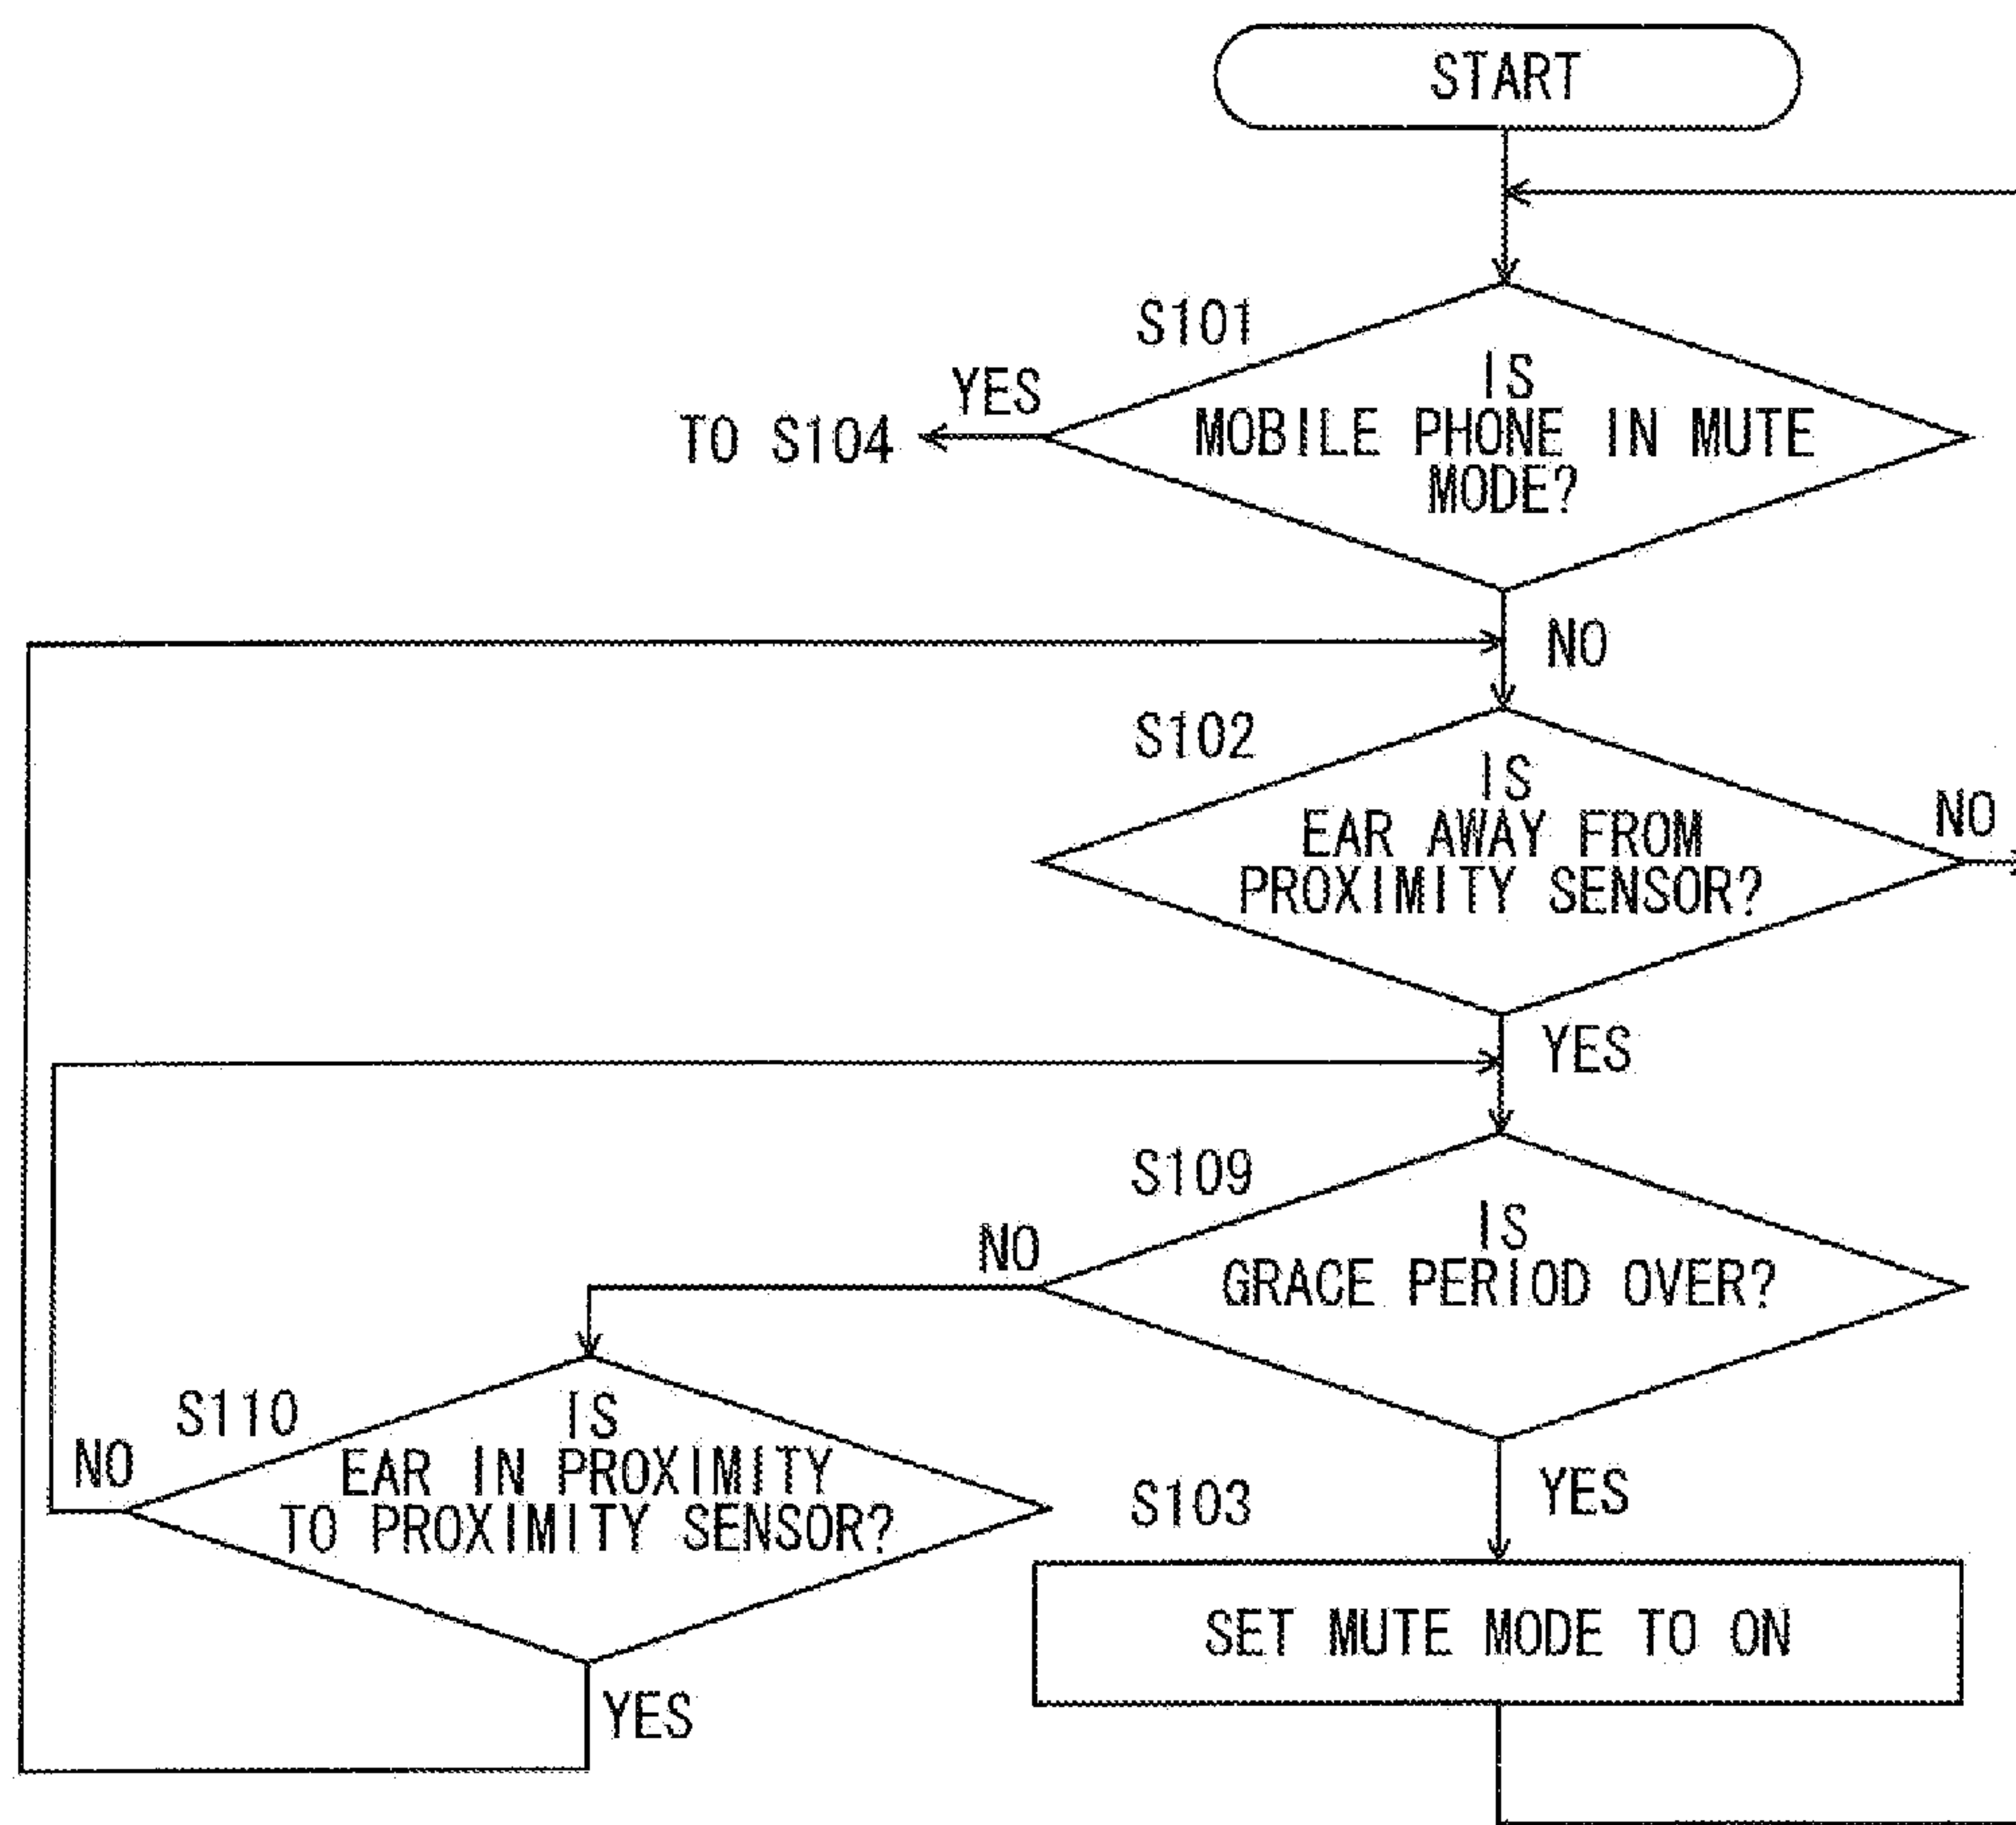 START
S101
IS
MOBILE PHONE IN MUTE
MODE?
YES
TO S104
NO
S102
IS
EAR AWAY FROM
PROXIMITY SENSOR?
NO
YES
S109
IS
GRACE PERIOD OVER?
NO
YES
S110
IS
EAR IN PROXIMITY
TO PROXIMITY SENSOR?
NO
YES
S103
SET MUTE MODE TO ON